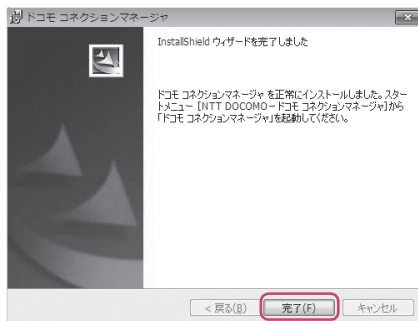 ドコモ コネクションマネージャ
InstallShield ウィザードを完了しました
ドコモ コネクションマネージャ を正常にインストールしました。スター
トメニュー [NTT DOCOMO－ドコモ コネクションマネージャ]から
「ドコモ コネクションマネージャ」を起動してください。
< 戻る(B) 完了(F) キャンセル